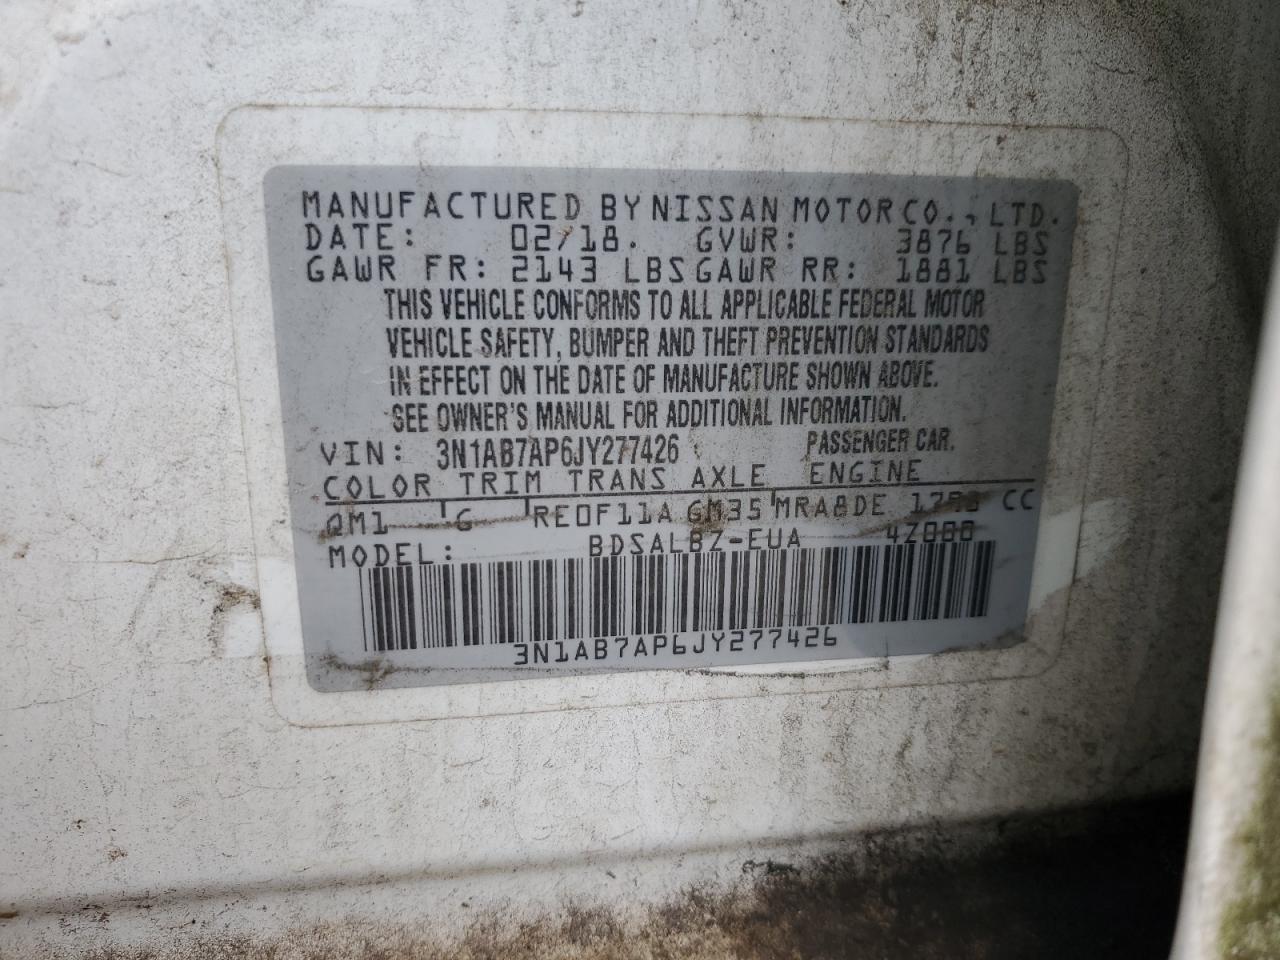 MANUFACTURED BY NISSAN MOTOR CO., LTD.
DATE: 02/18. GVWR: 3876 LBS
GAWR FR: 2143 LBS GAWR RR: 1881 LBS
THIS VEHICLE CONFORMS TO ALL APPLICABLE FEDERAL MOTOR
VEHICLE SAFETY, BUMPER AND THEFT PREVENTION STANDARDS
IN EFFECT ON THE DATE OF MANUFACTURE SHOWN ABOVE.
SEE OWNER'S MANUAL FOR ADDITIONAL INFORMATION.
VIN: 3N1AB7AP6JY277426 PASSENGER CAR.
COLOR TRIM TRANS AXLE ENGINE
QM1 G RE0F11A GM35 MRA8DE CC
MODEL: BDSALBZ-EUA
3N1AB7AP6JY277426